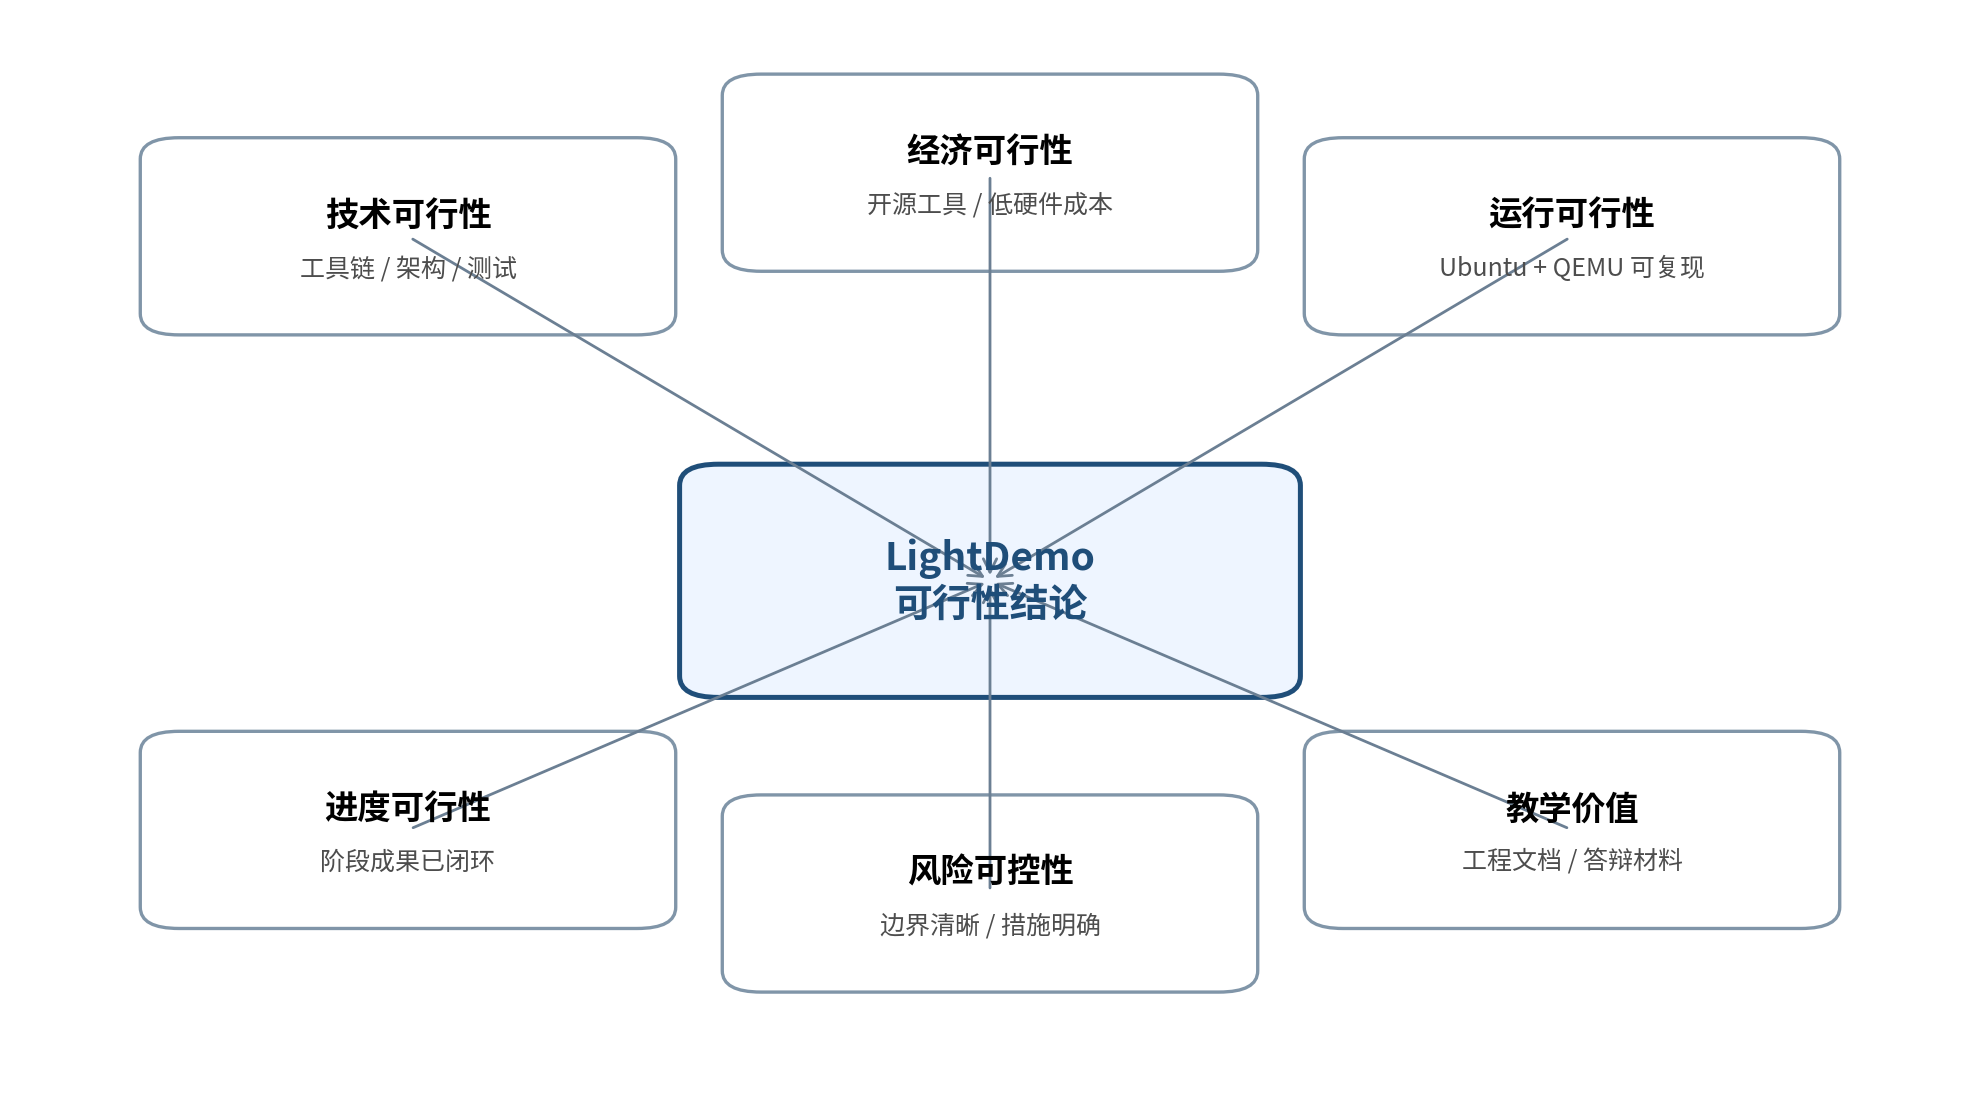 经济可行性
开源工具 / 低硬件成本
技术可行性
工具链 / 架构 / 测试
运行可行性
Ubuntu + QEMU 可复现
LightDemo
可行性结论
进度可行性
阶段成果已闭环
风险可控性
边界清晰 / 措施明确
教学价值
工程文档 / 答辩材料